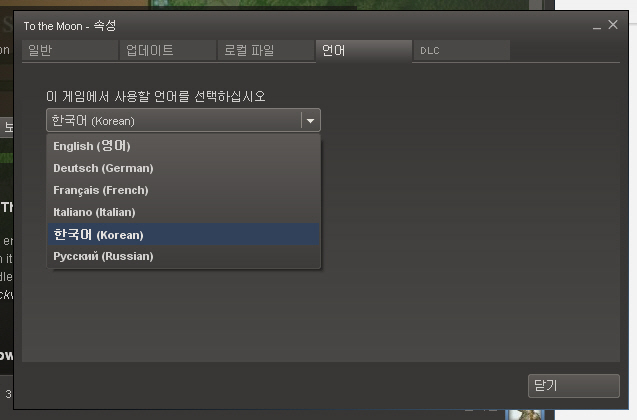 To the Moon - 속성
일반
업데이트
로컬 파일
언어
DLC
이 게임에서 사용할 언어를 선택하십시오
한국어 (Korean)
English (영어)
Deutsch (German)
Français (French)
Italiano (Italian)
한국어 (Korean)
Русский (Russian)
닫기